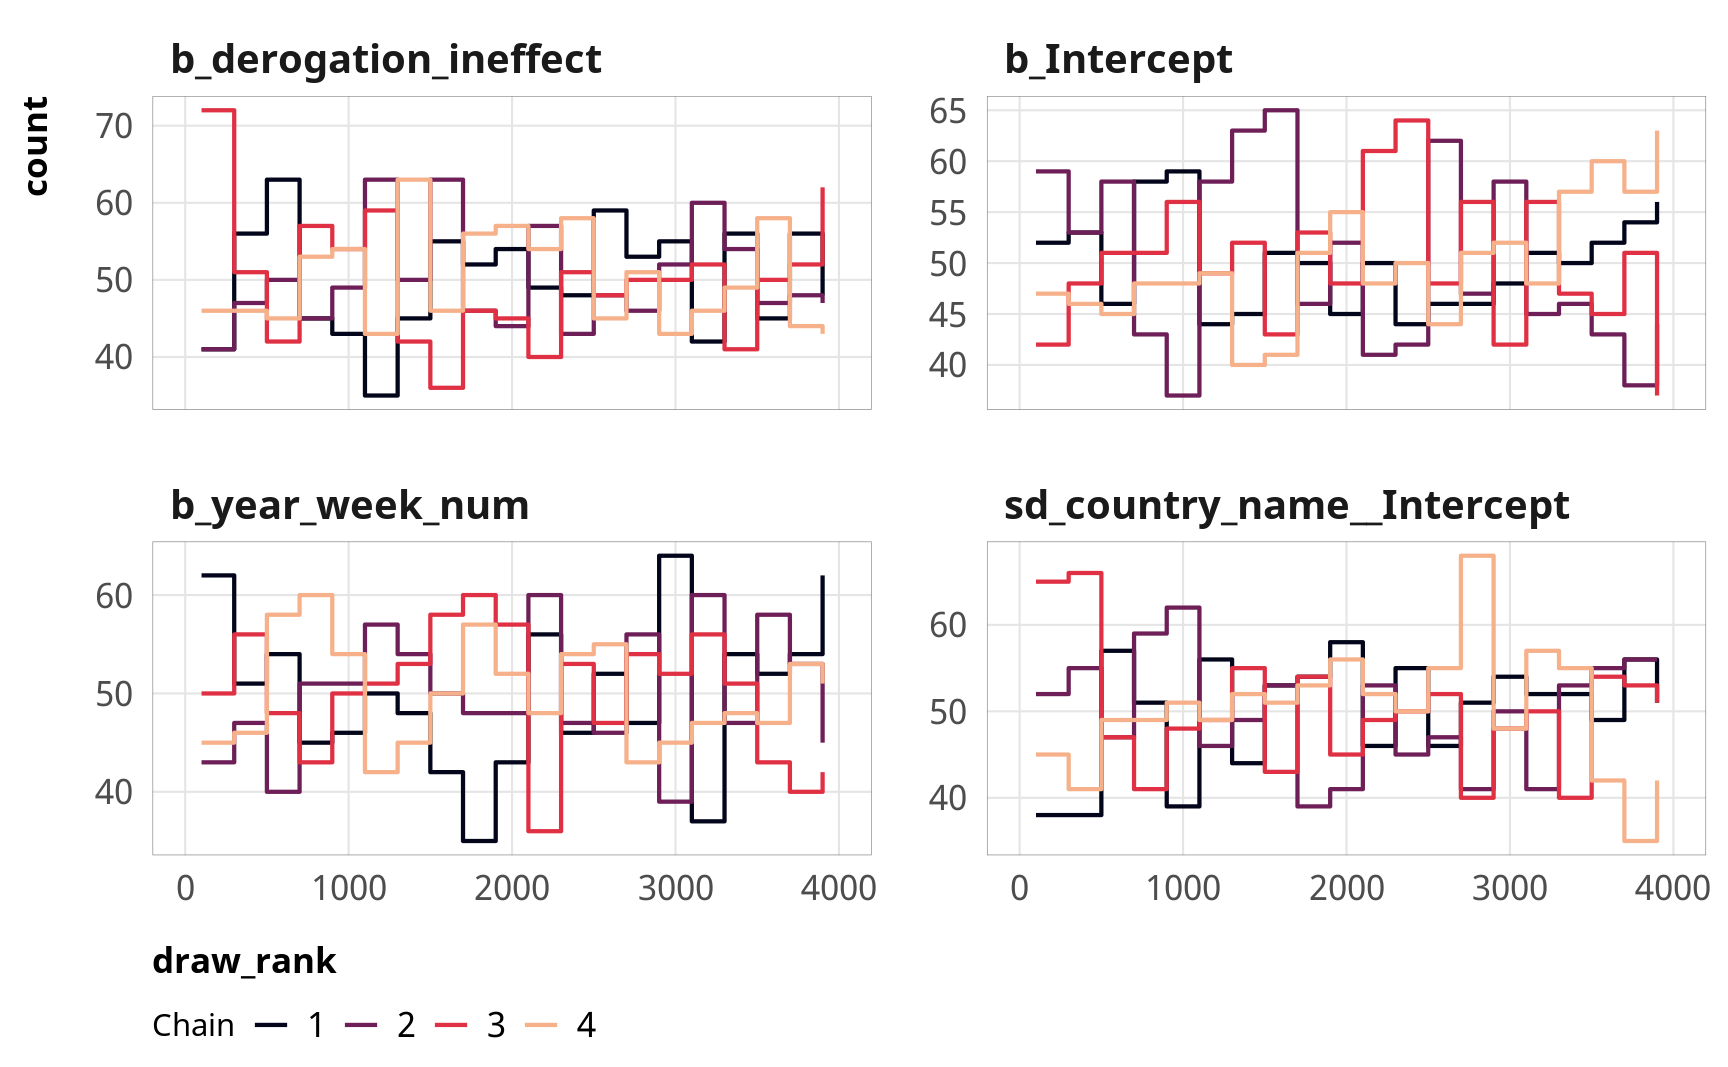 b_derogation_ineffect
b_Intercept
count
70
60
50
40
65
60
55
50
45
40
b_year_week_num
sd_country_name__Intercept
60
50
40
60
50
40
0 1000 2000 3000 4000
0 1000 2000 3000 4000
draw_rank
Chain 1 2 3 4